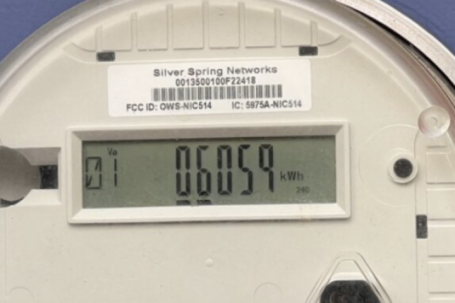 Silver Spring Networks
0013500100F22418
FCC ID: OWS-NIC514 IC: 5975A-NIC514
01 06059 kWh
240